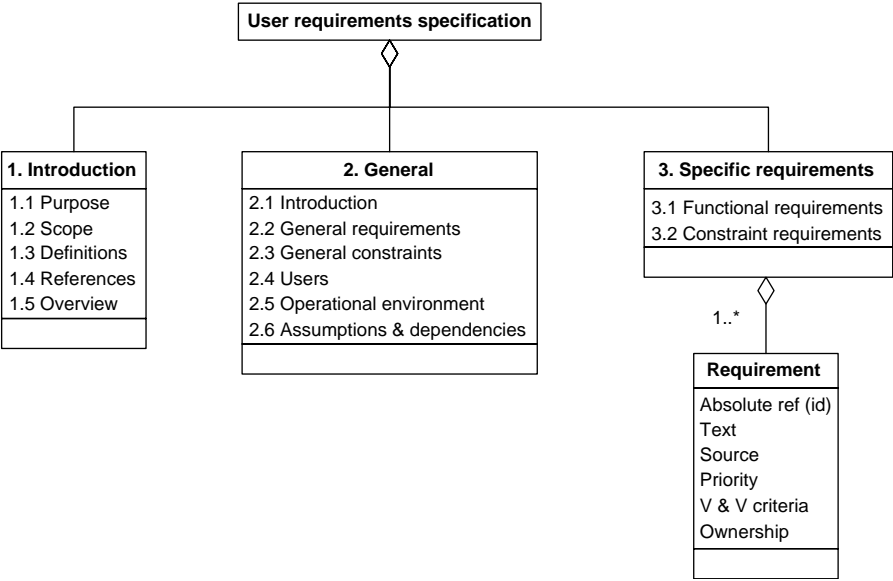 User requirements specification
1. Introduction
1.1 Purpose
1.2 Scope
1.3 Definitions
1.4 References
1.5 Overview
2. General
2.1 Introduction
2.2 General requirements
2.3 General constraints
2.4 Users
2.5 Operational environment
2.6 Assumptions & dependencies
3. Specific requirements
3.1 Functional requirements
3.2 Constraint requirements
1..*
Requirement
Absolute ref (id)
Text
Source
Priority
V & V criteria
Ownership